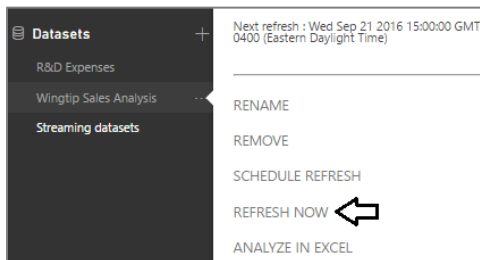 Datasets
R&D Expenses
Wingtip Sales Analysis
Streaming datasets
Next refresh : Wed Sep 21 2016 15:00:00 GMT
0400 (Eastern Daylight Time)
RENAME
REMOVE
SCHEDULE REFRESH
REFRESH NOW
ANALYZE IN EXCEL